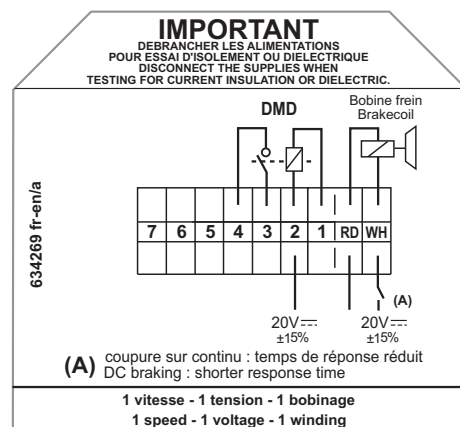 IMPORTANT
DEBRANCHER LES ALIMENTATIONS
POUR ESSAI D'ISOLEMENT OU DIELECTRIQUE
DISCONNECT THE SUPPLIES WHEN
TESTING FOR CURRENT INSULATION OR DIELECTRIC.
DMD
Bobine frein
Brakecoil
7 6 5 4 3 2 1 RD WH
634269 fr-en/a
(A)
20V 20V
±15% ±15%
(A) coupure sur continu : temps de réponse réduit
DC braking : shorter response time
1 vitesse - 1 tension - 1 bobinage
1 speed - 1 voltage - 1 winding